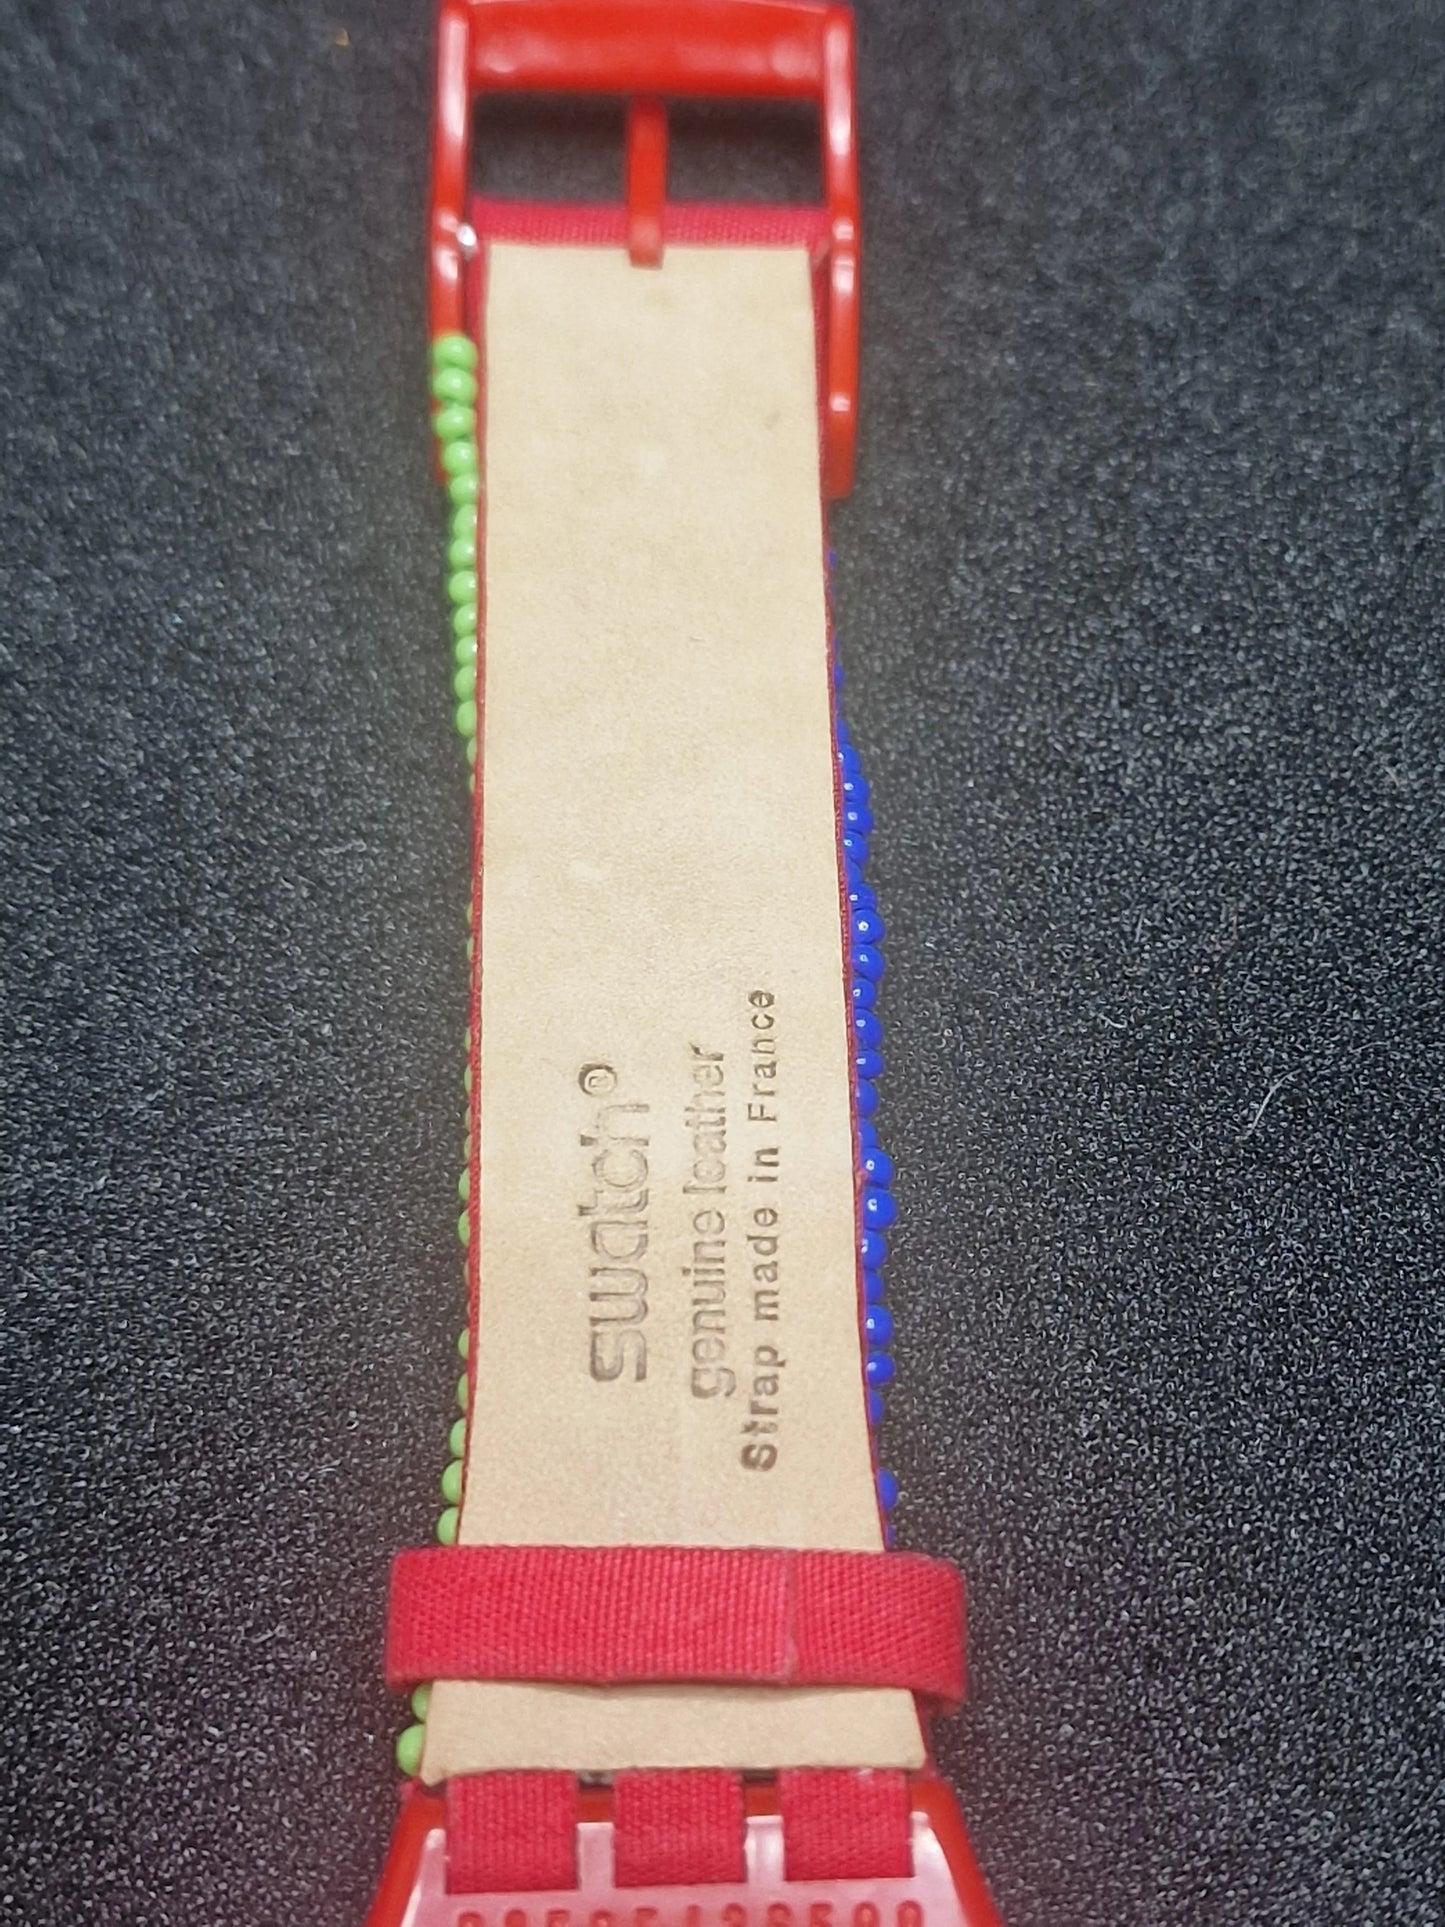 swatch®
genuine leather
Strap made in France